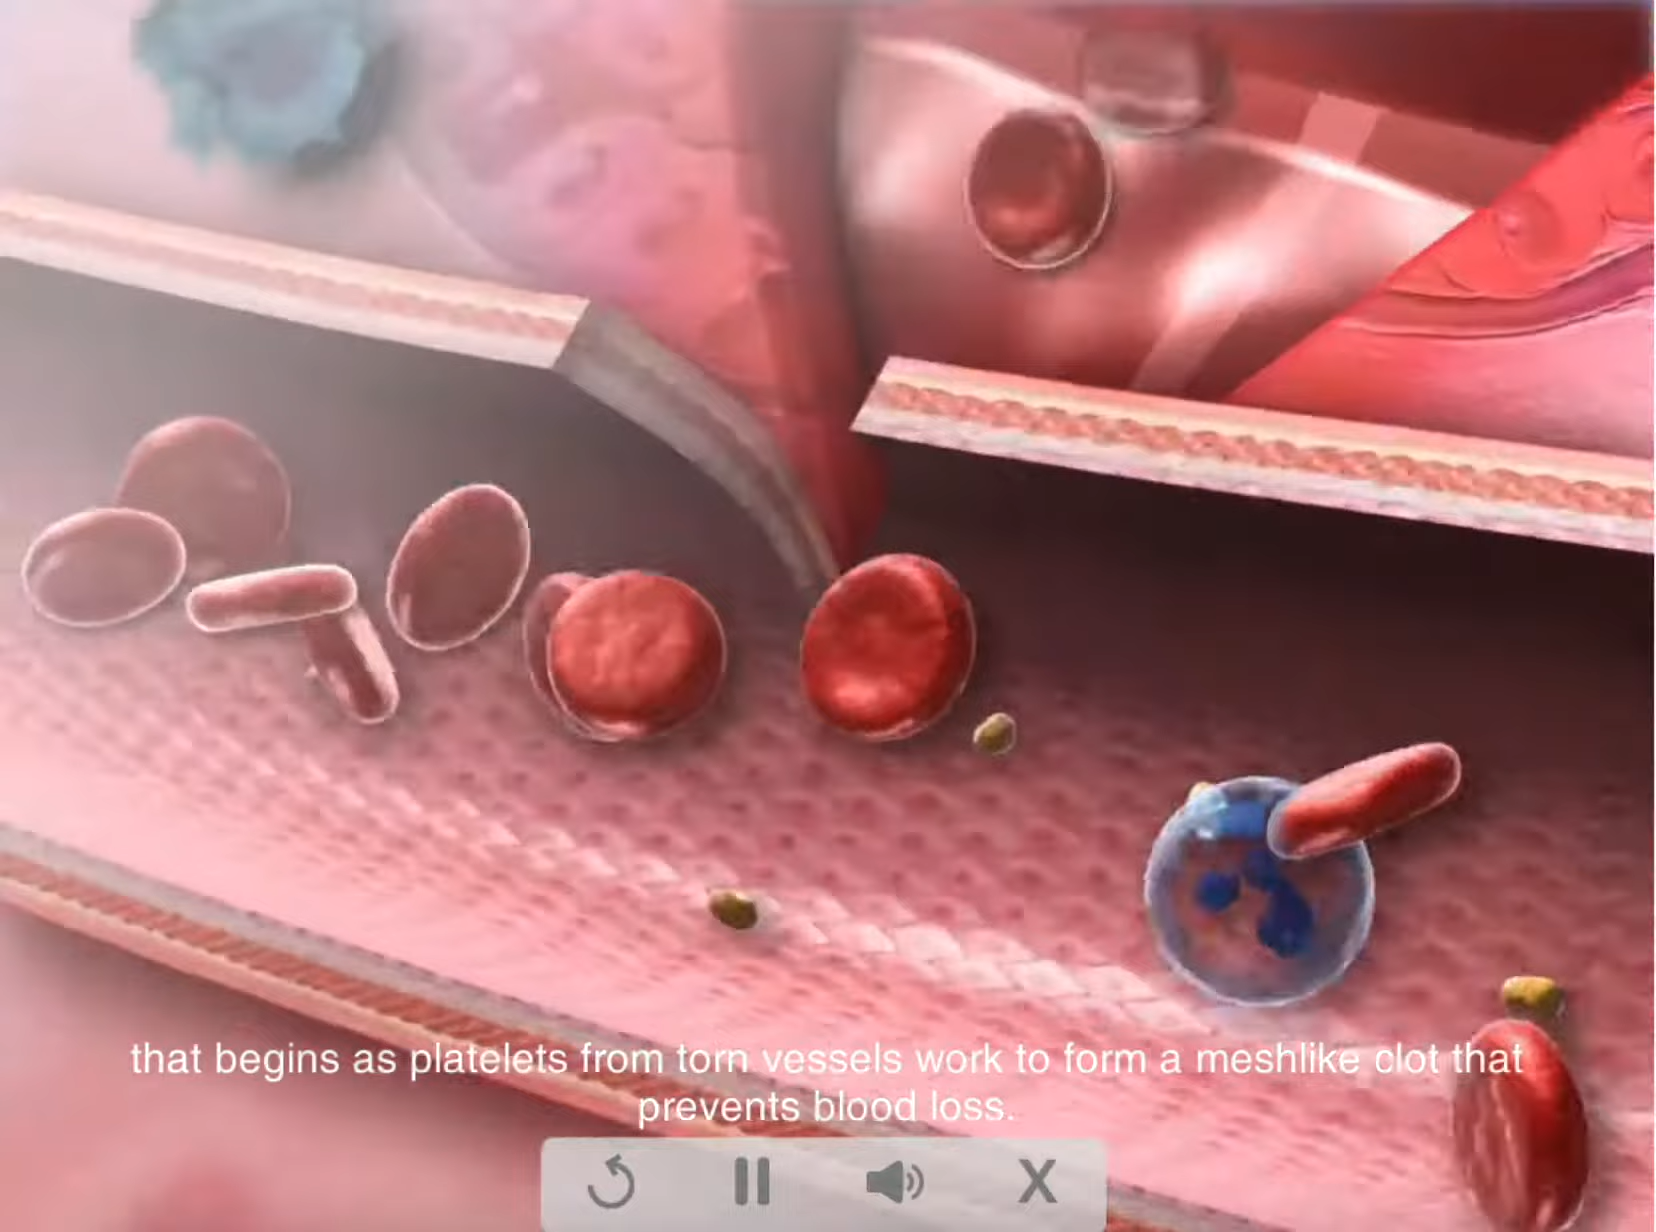 that begins as platelets from torn vessels work to form a meshlike clot that
prevents blood loss.